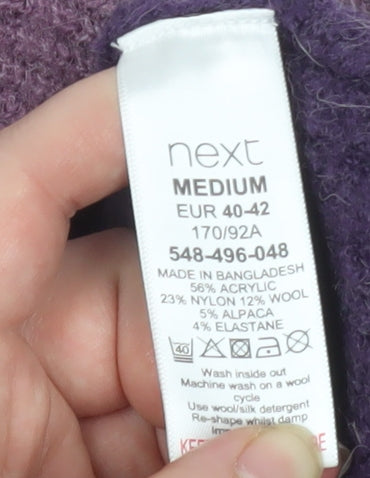 next
MEDIUM
EUR 40-42
170/92A
548-496-048
MADE IN BANGLADESH
56% ACRYLIC
23% NYLON 12% WOOL
5% ALPACA
4% ELASTANE
40
Wash inside out
Machine wash on a wool
cycle
Use wool/silk detergent
Re-shape whilst damp